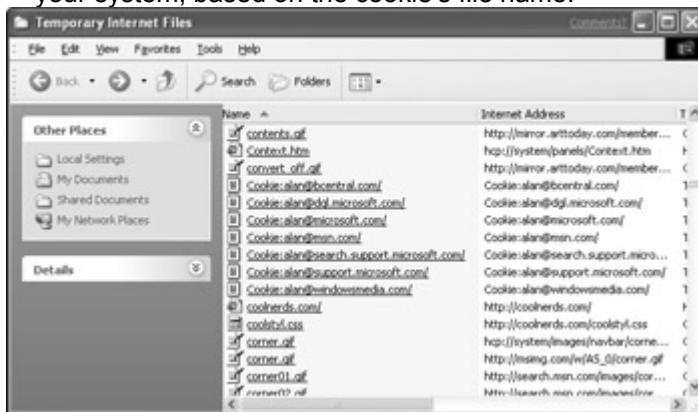 your system, based on the cookie's file name.
Temporary Internet Files
Comments?
File Edit View Favorites Tools Help
Back Search Folders
Name Internet Address T
Other Places
Local Settings
My Documents
Shared Documents
My Network Places
Details
contents.gif http://mirror.arttoday.com/member...
Context.htm hcp://system/panels/Context.htm
convert_off.gif http://mirror.arttoday.com/member...
Cookie:alan@bcentral.com/ Cookie:alan@bcentral.com/
Cookie:alan@dgl.microsoft.com/ Cookie:alan@dgl.microsoft.com/
Cookie:alan@microsoft.com/ Cookie:alan@microsoft.com/
Cookie:alan@msn.com/ Cookie:alan@msn.com/
Cookie:alan@search.support.microsoft.com/ Cookie:alan@search.support.micro...
Cookie:alan@support.microsoft.com/ Cookie:alan@support.microsoft.com/
Cookie:alan@windowsmedia.com/ Cookie:alan@windowsmedia.com/
coolnerds.com/ http://coolnerds.com/
coolstyl.css http://coolnerds.com/coolstyl.css
corner.gif hcp://system/images/navbar/corne...
corner.gif http://msimg.com/w/AS_0/corner.gif
corner01.gif http://search.msn.com/images/cor...
corner02.gif http://search.msn.com/images/cor...